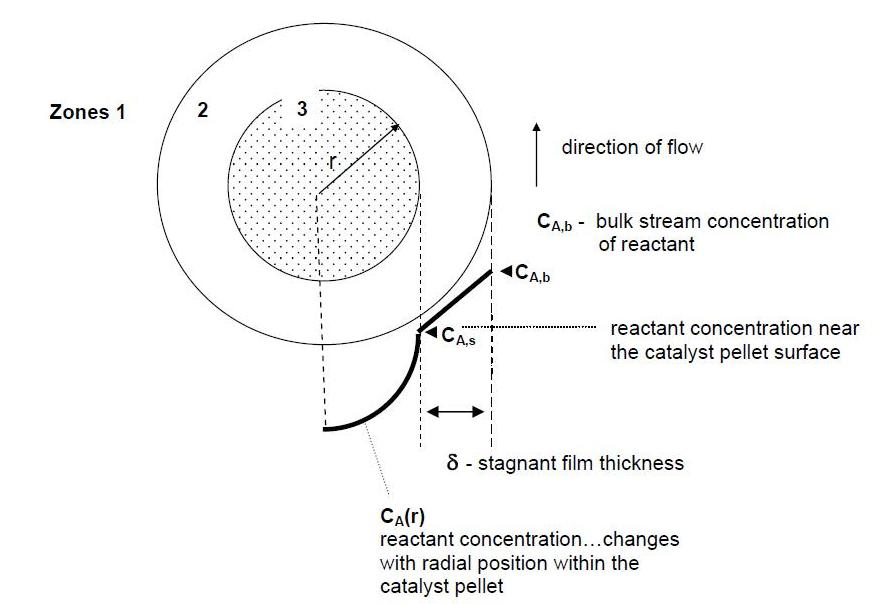 Zones 1
2
3
r
direction of flow
CA,b - bulk stream concentration
of reactant
CA,b
CA,s
reactant concentration near
the catalyst pellet surface
δ - stagnant film thickness
CA(r)
reactant concentration...changes
with radial position within the
catalyst pellet